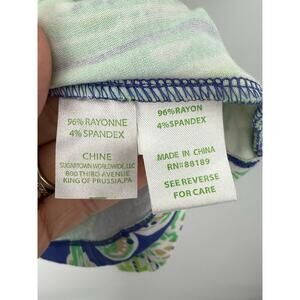 96% RAYONNE
4% SPANDEX
CHINE
SUGARTOWN WORLDWIDE, LLC
600 THIRD AVENUE
KING OF PRUSSIA, PA
96% RAYON
4% SPANDEX
MADE IN CHINA
RN#88189
SEE REVERSE
FOR CARE